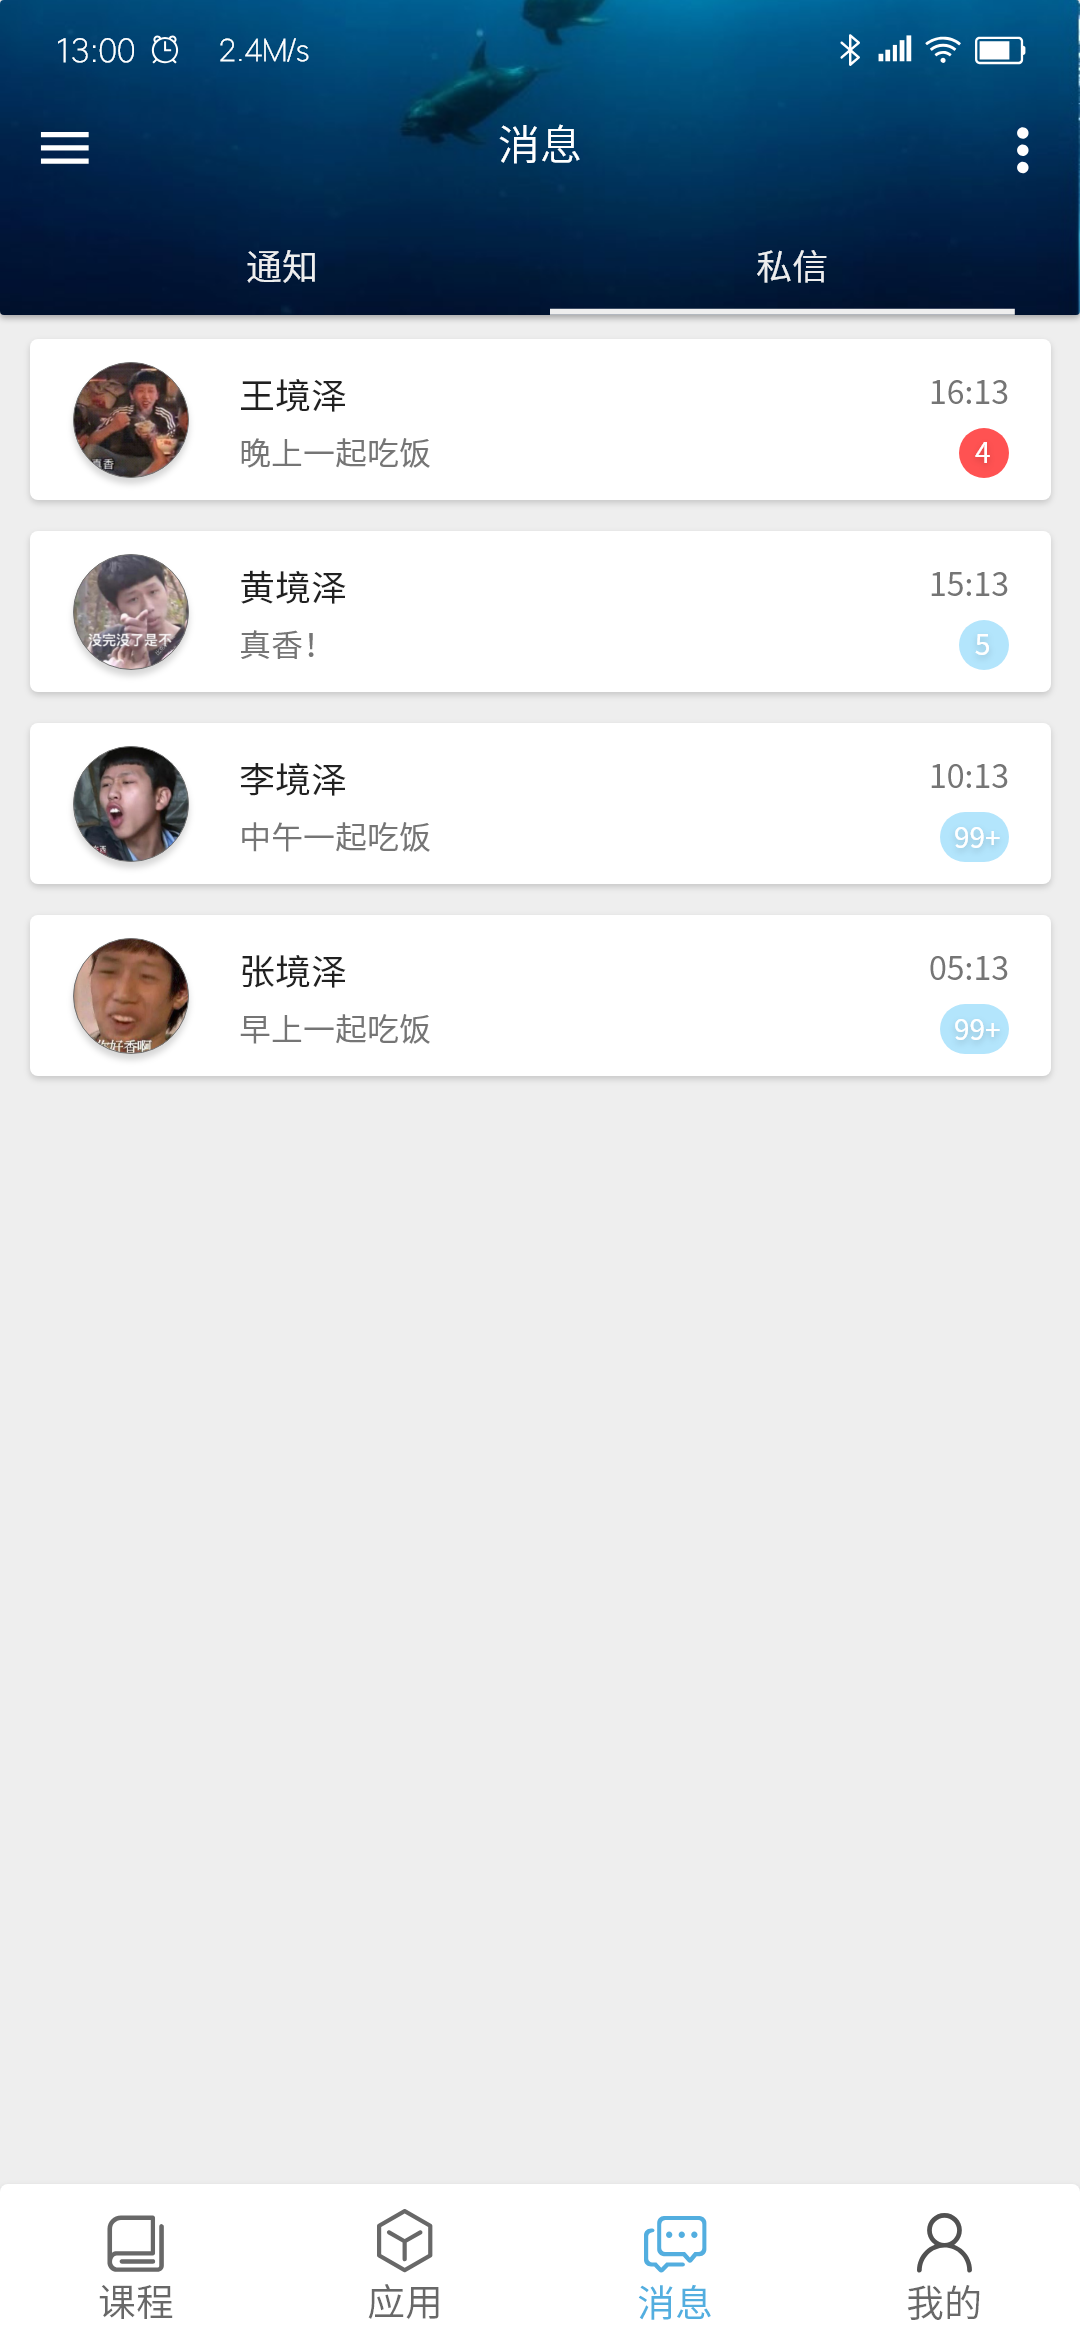 13:00 2.4M/s
消息
通知 私信
王境泽 16:13
晚上一起吃饭 4
真香
黄境泽 15:13
真香！ 5
没完没了是不
李境泽 10:13
中午一起吃饭 99+
张境泽 05:13
早上一起吃饭 99+
你好香啊
课程 应用 消息 我的